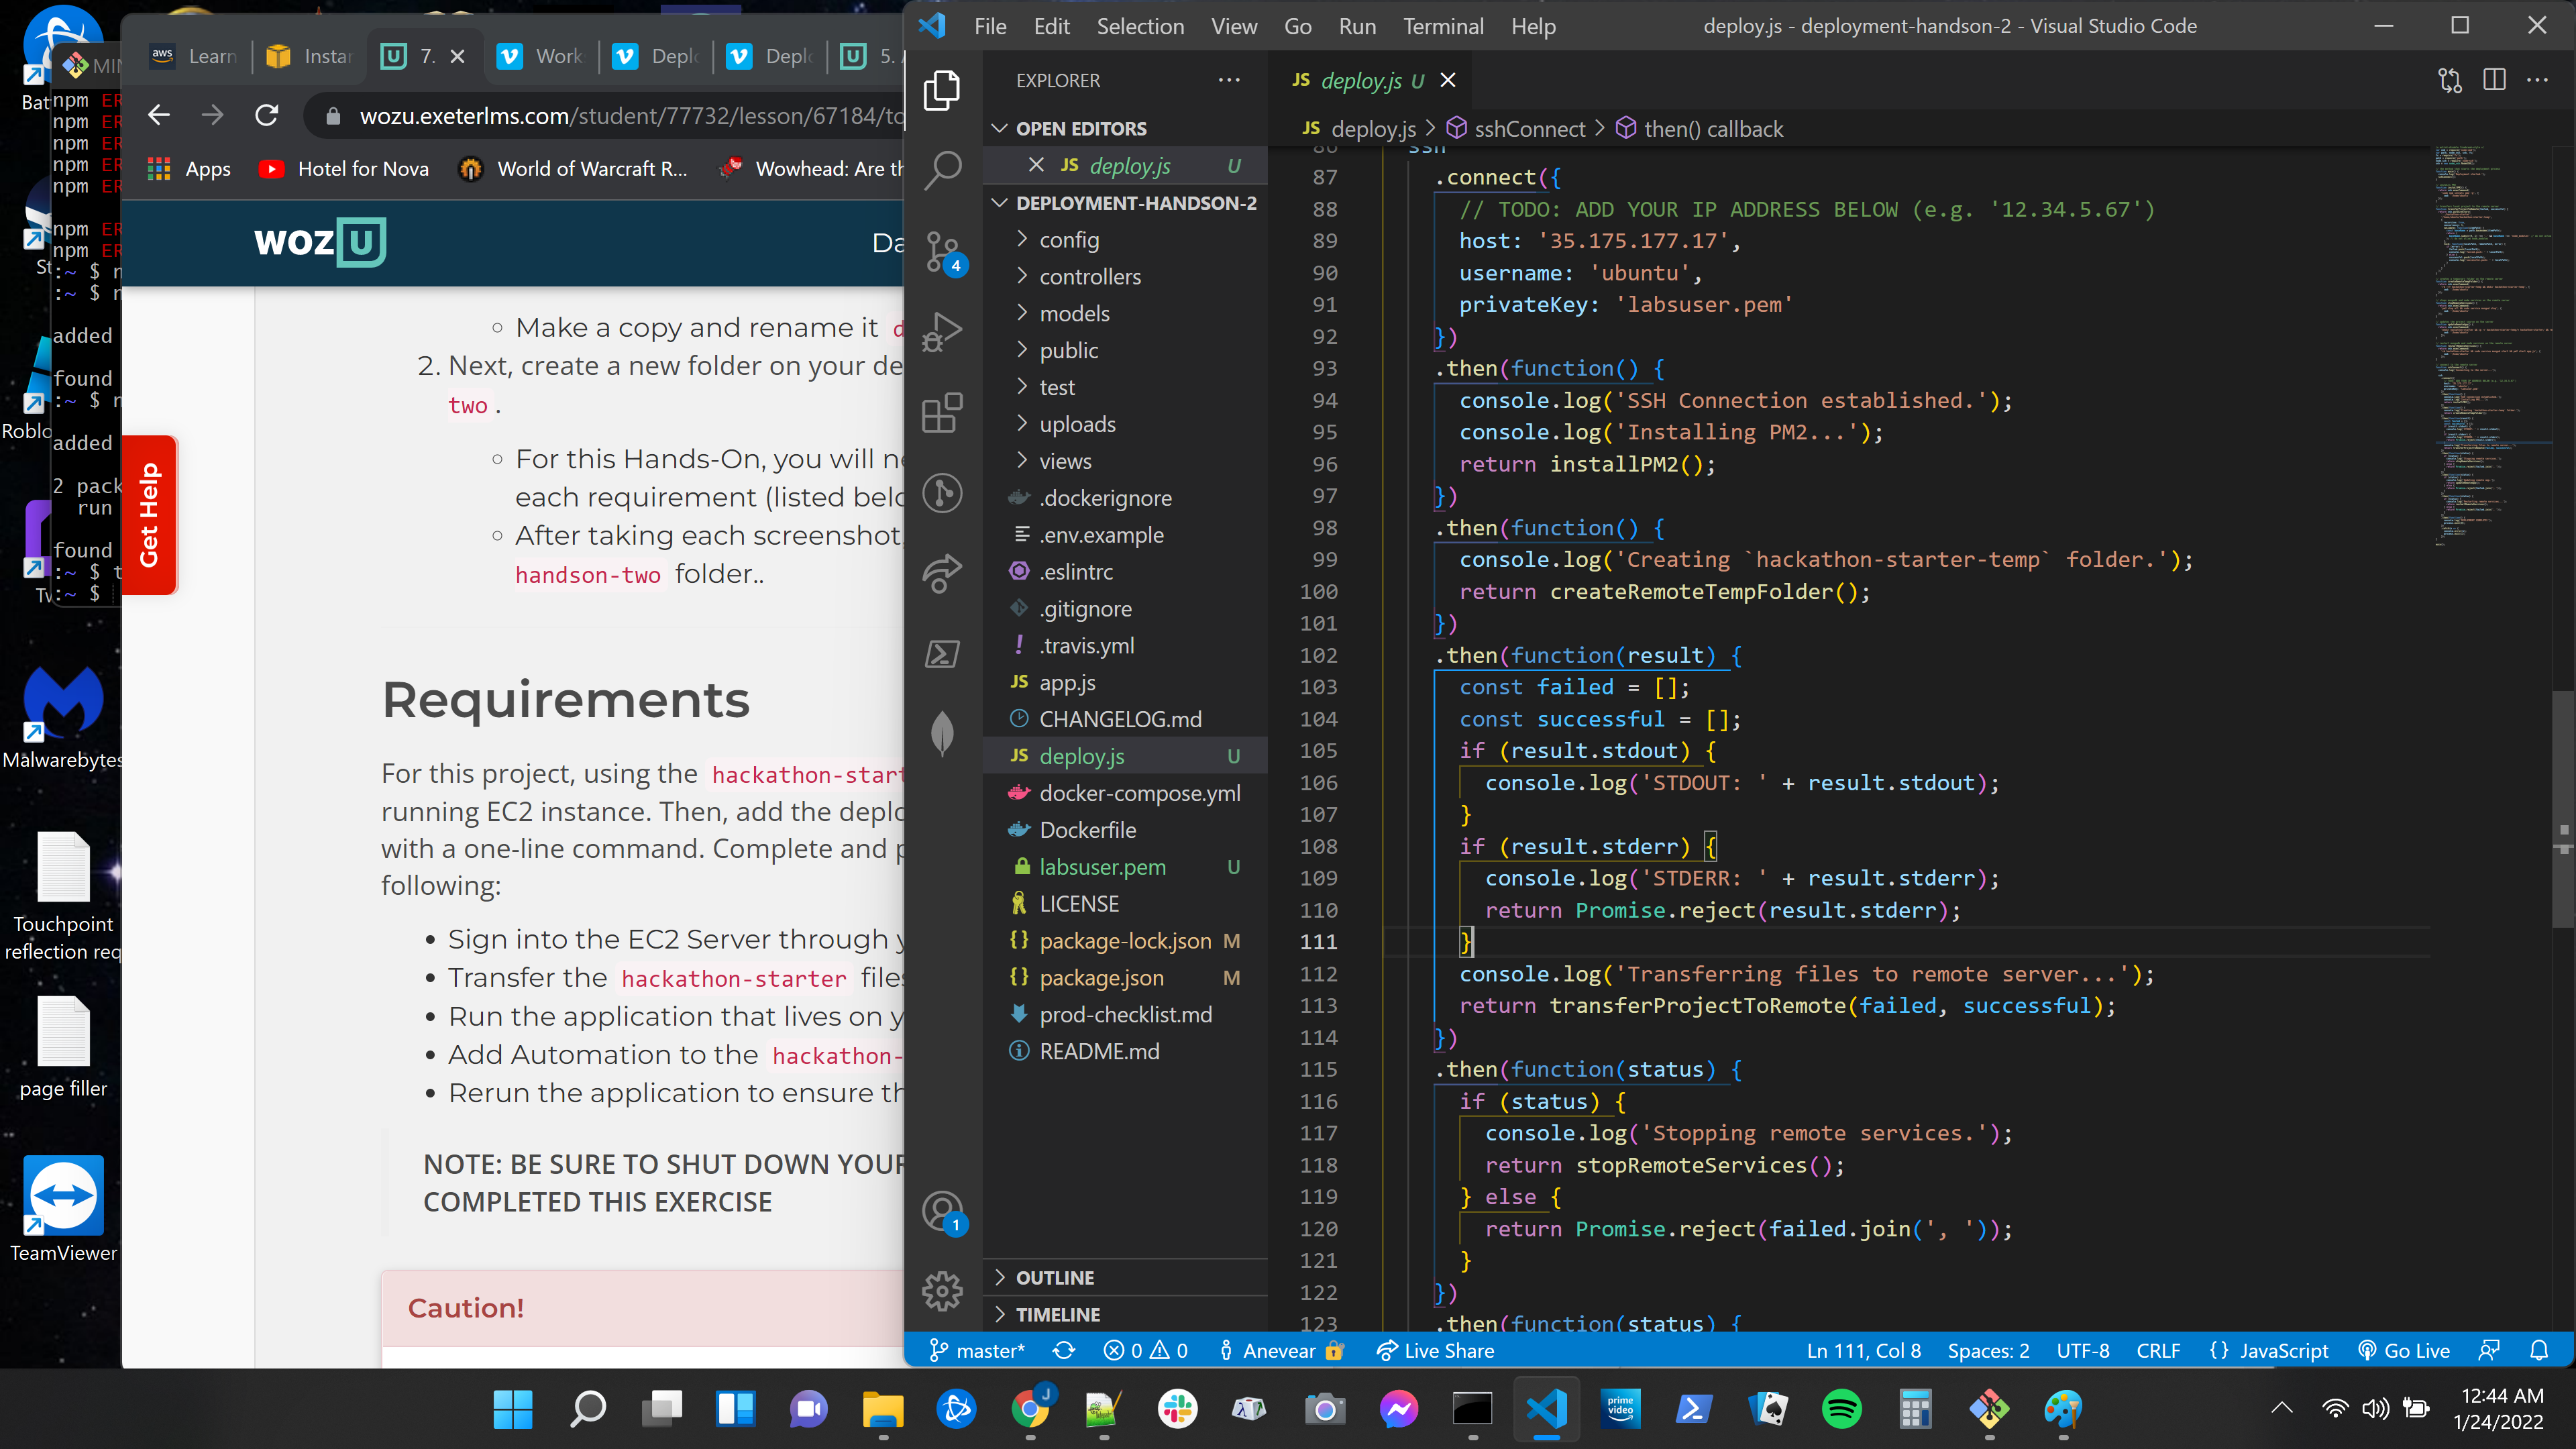 File Edit Selection View Go Run Terminal Help
deploy.js - deployment-handson-2 - Visual Studio Code
aws Learn
Instar
7.
Work
Deplo
Deplo
5.
wozu.exeterlms.com/student/77732/lesson/67184/to
Apps
Hotel for Nova
World of Warcraft R...
Wowhead: Are th
WOZ U
Da
Make a copy and rename it d
2. Next, create a new folder on your de
two .
For this Hands-On, you will ne
each requirement (listed belo
After taking each screenshot,
handson-two folder..
Get Help
Requirements
For this project, using the hackathon-start
running EC2 instance. Then, add the deplo
with a one-line command. Complete and p
following:
Sign into the EC2 Server through y
Transfer the hackathon-starter files
Run the application that lives on y
Add Automation to the hackathon-
Rerun the application to ensure th
NOTE: BE SURE TO SHUT DOWN YOUR
COMPLETED THIS EXERCISE
Caution!
MIN
npm ER
npm ER
npm ER
npm ER
npm ER
npm ER
npm ER
:~ $ n
:~ $ n
added
found
:~ $ n
added
2 pack
run
found
:~ $ t
:~ $
Bat
St
Roblo
Tw
Malwarebytes
Touchpoint
reflection req
page filler
TeamViewer
EXPLORER
OPEN EDITORS
JS deploy.js U
DEPLOYMENT-HANDSON-2
config
controllers
models
public
test
uploads
views
.dockerignore
.env.example
.eslintrc
.gitignore
.travis.yml
JS app.js
CHANGELOG.md
JS deploy.js U
docker-compose.yml
Dockerfile
labsuser.pem U
LICENSE
package-lock.json M
package.json M
prod-checklist.md
README.md
OUTLINE
TIMELINE
4
1
JS deploy.js U
JS deploy.js > sshConnect > then() callback
86 ssh
87 .connect({
88 // TODO: ADD YOUR IP ADDRESS BELOW (e.g. '12.34.5.67')
89 host: '35.175.177.17',
90 username: 'ubuntu',
91 privateKey: 'labsuser.pem'
92 })
93 .then(function() {
94 console.log('SSH Connection established.');
95 console.log('Installing PM2...');
96 return installPM2();
97 })
98 .then(function() {
99 console.log('Creating `hackathon-starter-temp` folder.');
100 return createRemoteTempFolder();
101 })
102 .then(function(result) {
103 const failed = [];
104 const successful = [];
105 if (result.stdout) {
106 console.log('STDOUT: ' + result.stdout);
107 }
108 if (result.stderr) {
109 console.log('STDERR: ' + result.stderr);
110 return Promise.reject(result.stderr);
111 }
112 console.log('Transferring files to remote server...');
113 return transferProjectToRemote(failed, successful);
114 })
115 .then(function(status) {
116 if (status) {
117 console.log('Stopping remote services.');
118 return stopRemoteServices();
119 } else {
120 return Promise.reject(failed.join(', '));
121 }
122 })
123 .then(function(status) {
master* 0 0 Anevear Live Share
Ln 111, Col 8 Spaces: 2 UTF-8 CRLF {} JavaScript Go Live
J
prime video
12:44 AM
1/24/2022